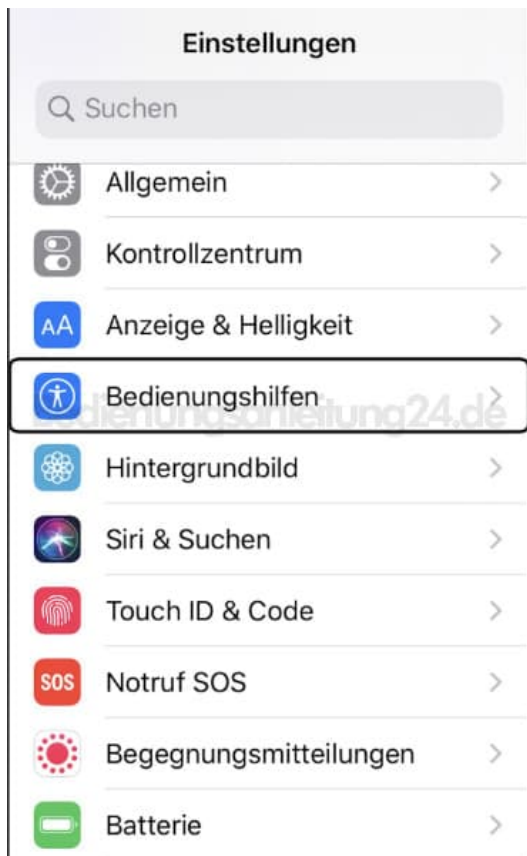 Einstellungen
Suchen
Allgemein
Kontrollzentrum
AA Anzeige & Helligkeit
Bedienungshilfen
bedienungsanleitung24.de
Hintergrundbild
Siri & Suchen
Touch ID & Code
SOS Notruf SOS
Begegnungsmitteilungen
Batterie